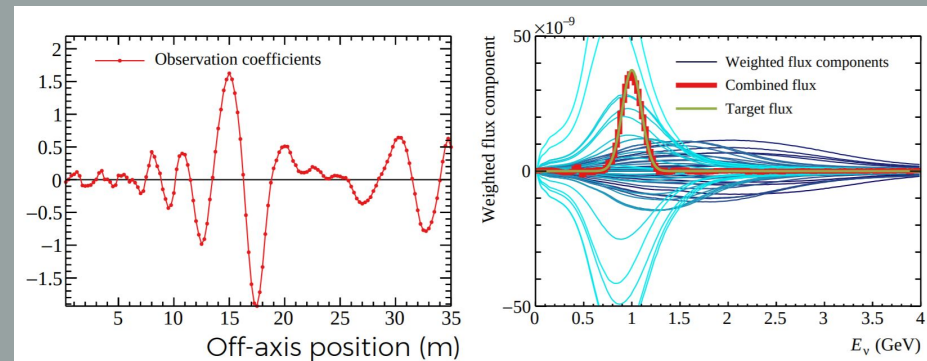 Observation coefficients
2
1.5
1
0.5
0
−0.5
−1
−1.5
5 10 15 20 25 30 35
Off-axis position (m)
×10⁻⁹
50
0
−50
Weighted flux component
Weighted flux components
Combined flux
Target flux
0 0.5 1 1.5 2 2.5 3 3.5 4
Eᵥ (GeV)